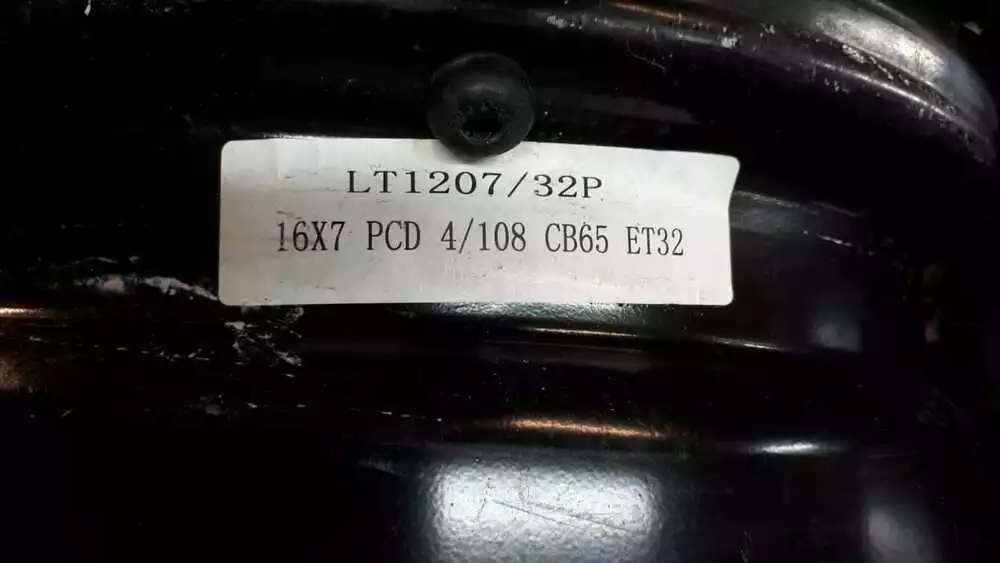 LT1207/32P
16X7 PCD 4/108 CB65 ET32